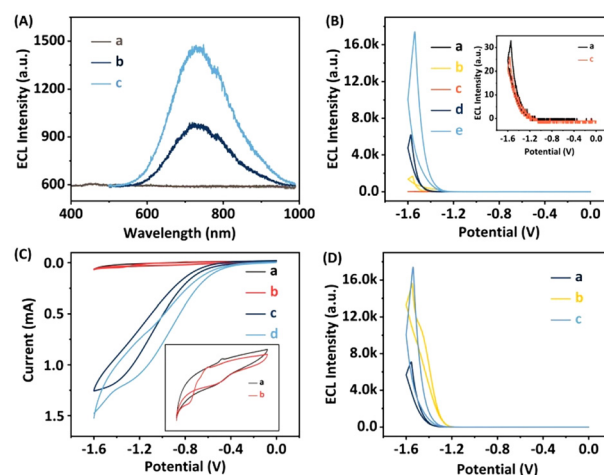 (A)
a
b
c
1500
1200
900
600
ECL Intensity (a.u.)
400 600 800 1000
Wavelength (nm)
(B)
a
b
c
d
e
16.0k
12.0k
8.0k
4.0k
0.0
ECL Intensity (a.u.)
-1.6 -1.2 -0.8 -0.4 0.0
Potential (V)
30
20
10
0
ECL Intensity (a.u.)
a
c
-1.6 -1.2 -0.8 -0.4 0.0
Potential (V)
(C)
a
b
c
d
0.0
0.5
1.0
1.5
Current (mA)
a
b
-1.6 -1.2 -0.8 -0.4 0.0
Potential (V)
(D)
a
b
c
16.0k
12.0k
8.0k
4.0k
0.0
ECL Intensity (a.u.)
-1.6 -1.2 -0.8 -0.4 0.0
Potential (V)